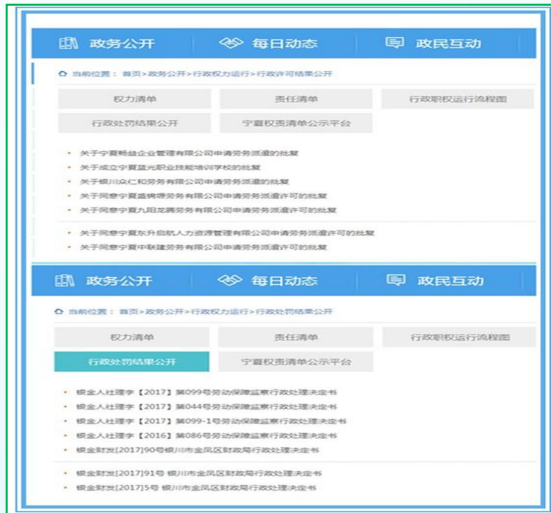 政务公开 每日动态 政民互动
当前位置： 首页>政务公开>行政权力运行>行政许可结果公开
权力清单 责任清单 行政职权运行流程图
行政处罚结果公开 宁夏权责清单公示平台
关于宁夏畅益企业管理有限公司申请劳务派遣的批复
关于成立宁夏蓝光职业技能培训学校的批复
关于银川众仁和劳务有限公司申请劳务派遣的批复
关于同意宁夏盛锦源劳务有限公司申请劳务派遣许可的批复
关于同意宁夏九阳龙腾劳务有限公司申请劳务派遣许可的批复
关于同意宁夏东升启航人力资源管理有限公司申请劳务派遣许可的批复
关于同意宁夏中联建劳务有限公司申请劳务派遣许可的批复
政务公开 每日动态 政民互动
当前位置： 首页>政务公开>行政权力运行>行政处罚结果公开
权力清单 责任清单 行政职权运行流程图
行政处罚结果公开 宁夏权责清单公示平台
银金人社理字【2017】第099号劳动保障监察行政处理决定书
银金人社理字【2017】第044号劳动保障监察行政处理决定书
银金人社理字【2017】第099-1号劳动保障监察行政处理决定书
银金人社理字【2016】第086号劳动保障监察行政处理决定书
银金财发[2017]90号银川市金凤区财政局行政处理决定书
银金财发[2017]91号 银川市金凤区财政局行政处理决定书
银金财发[2017]5号 银川市金凤区财政局行政处理决定书